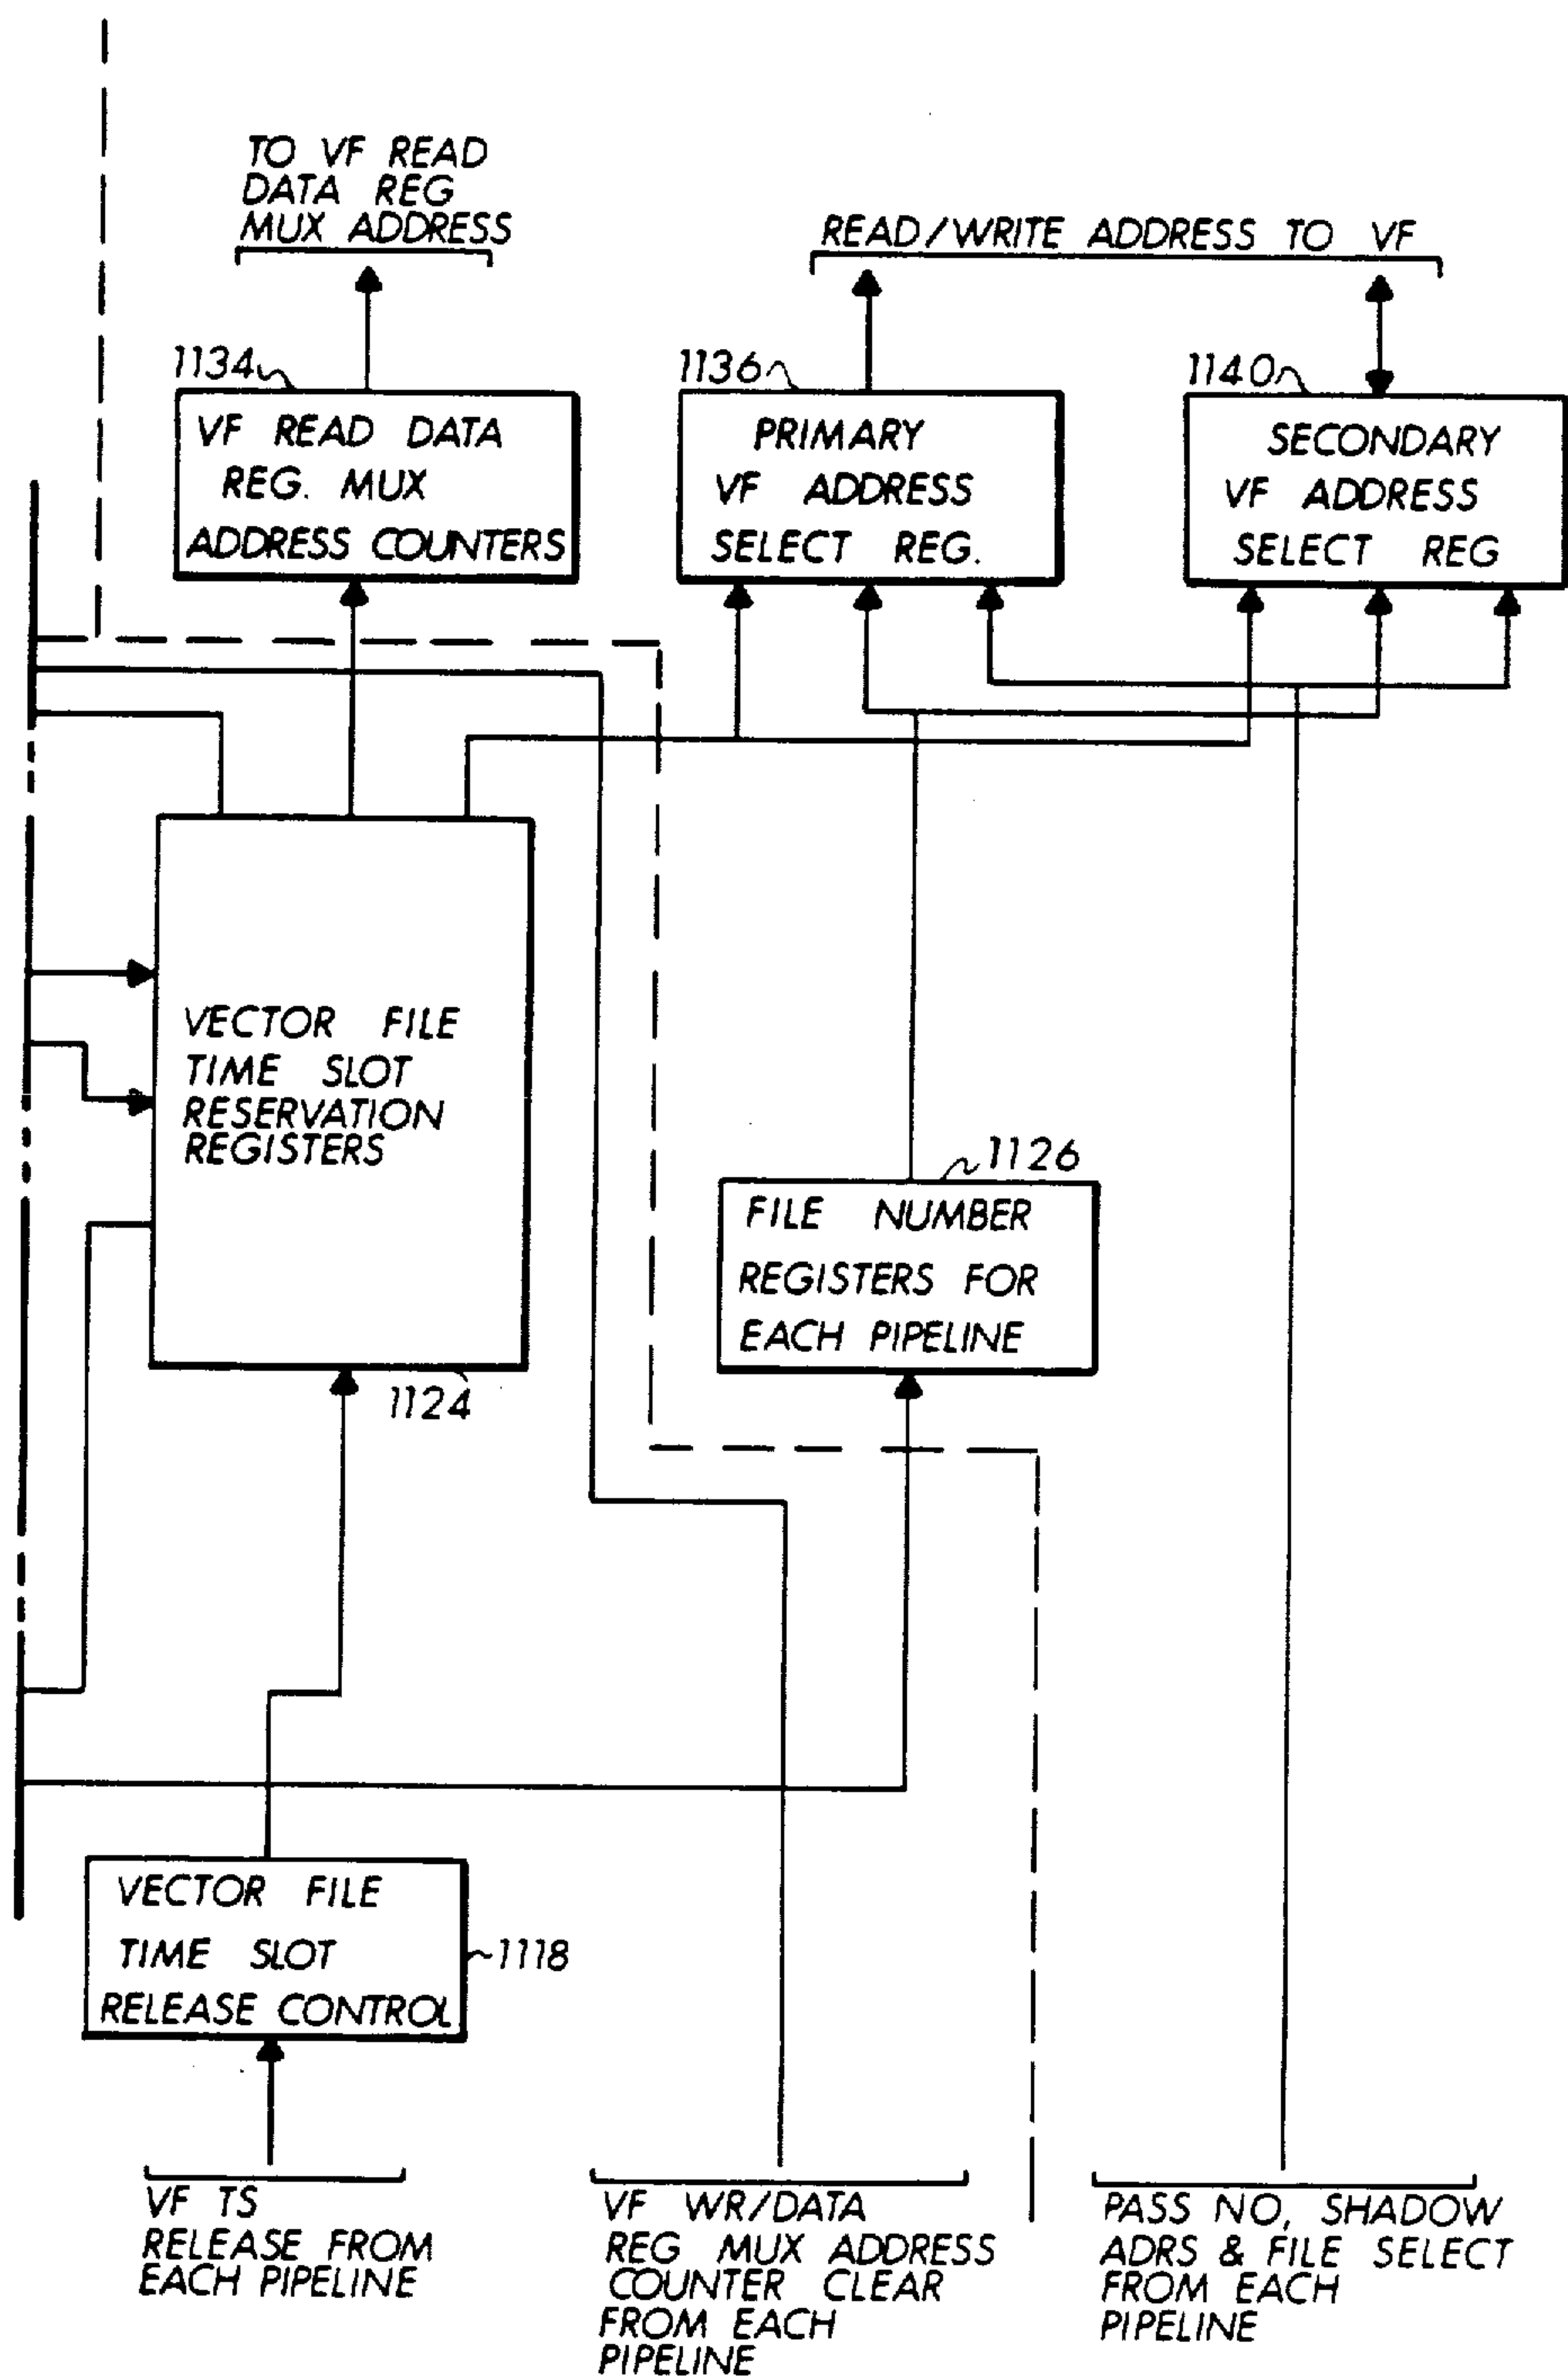 TO VF READ
DATA REG
MUX ADDRESS
READ/WRITE ADDRESS TO VF
1134
VF READ DATA
REG. MUX
ADDRESS COUNTERS
1136
PRIMARY
VF ADDRESS
SELECT REG.
1140
SECONDARY
VF ADDRESS
SELECT REG
VECTOR FILE
TIME SLOT
RESERVATION
REGISTERS
1124
1126
FILE NUMBER
REGISTERS FOR
EACH PIPELINE
VECTOR FILE
TIME SLOT
RELEASE CONTROL
1118
VF TS
RELEASE FROM
EACH PIPELINE
VF WR/DATA
REG MUX ADDRESS
COUNTER CLEAR
FROM EACH
PIPELINE
PASS NO, SHADOW
ADRS & FILE SELECT
FROM EACH
PIPELINE